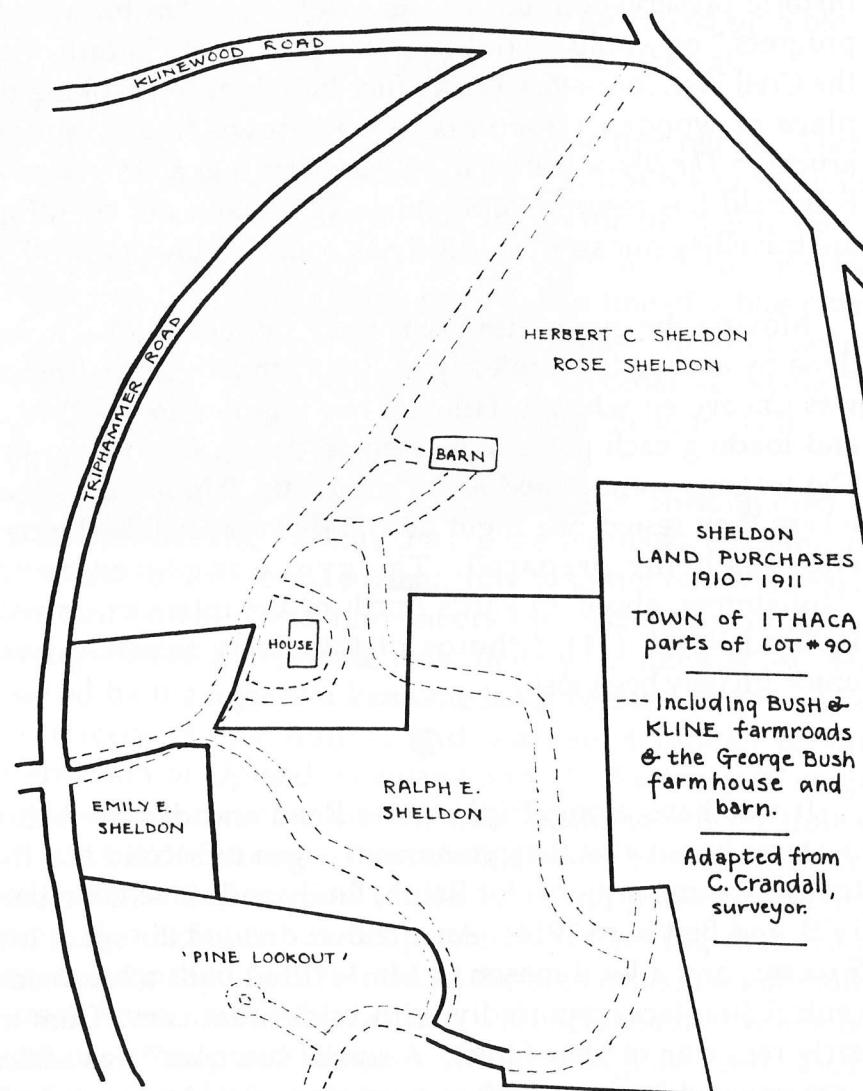 KLINEWOOD ROAD
TRIPHAMMER ROAD
HERBERT C. SHELDON
ROSE SHELDON
BARN
HOUSE
SHELDON
LAND PURCHASES
1910-1911
TOWN of ITHACA
parts of LOT #90
--- Including BUSH &
KLINE farmroads
& the George Bush
farmhouse and
barn.
Adapted from
C. Crandall,
surveyor.
EMILY E.
SHELDON
RALPH E.
SHELDON
'PINE LOOKOUT'